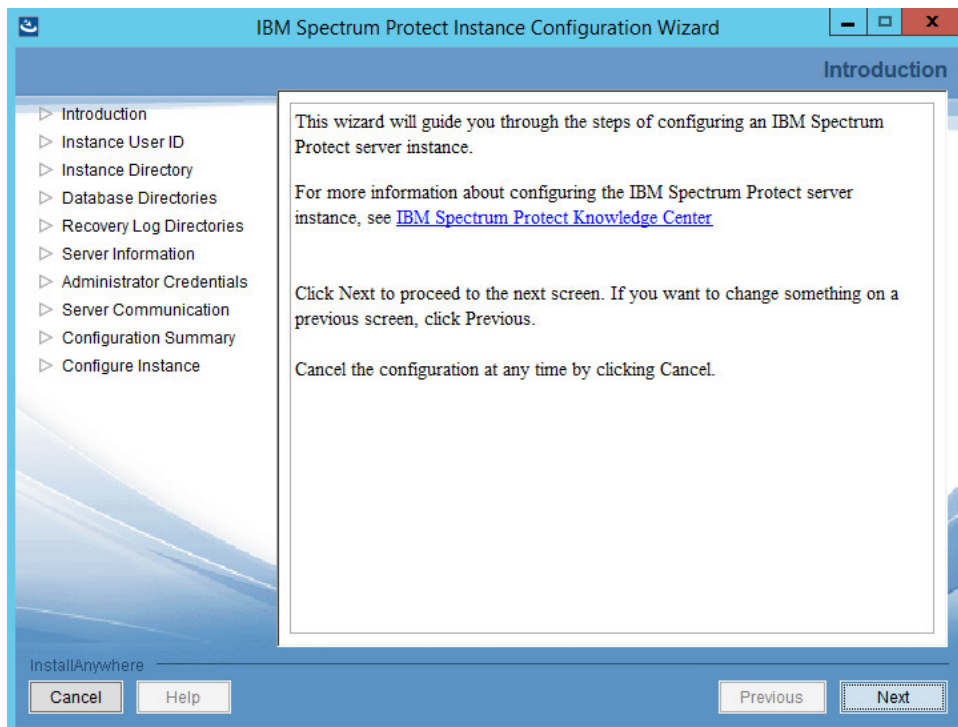 IBM Spectrum Protect Instance Configuration Wizard
Introduction
Introduction
Instance User ID
Instance Directory
Database Directories
Recovery Log Directories
Server Information
Administrator Credentials
Server Communication
Configuration Summary
Configure Instance
This wizard will guide you through the steps of configuring an IBM Spectrum
Protect server instance.
For more information about configuring the IBM Spectrum Protect server
instance, see IBM Spectrum Protect Knowledge Center
Click Next to proceed to the next screen. If you want to change something on a
previous screen, click Previous.
Cancel the configuration at any time by clicking Cancel.
InstallAnywhere
Cancel
Help
Previous
Next